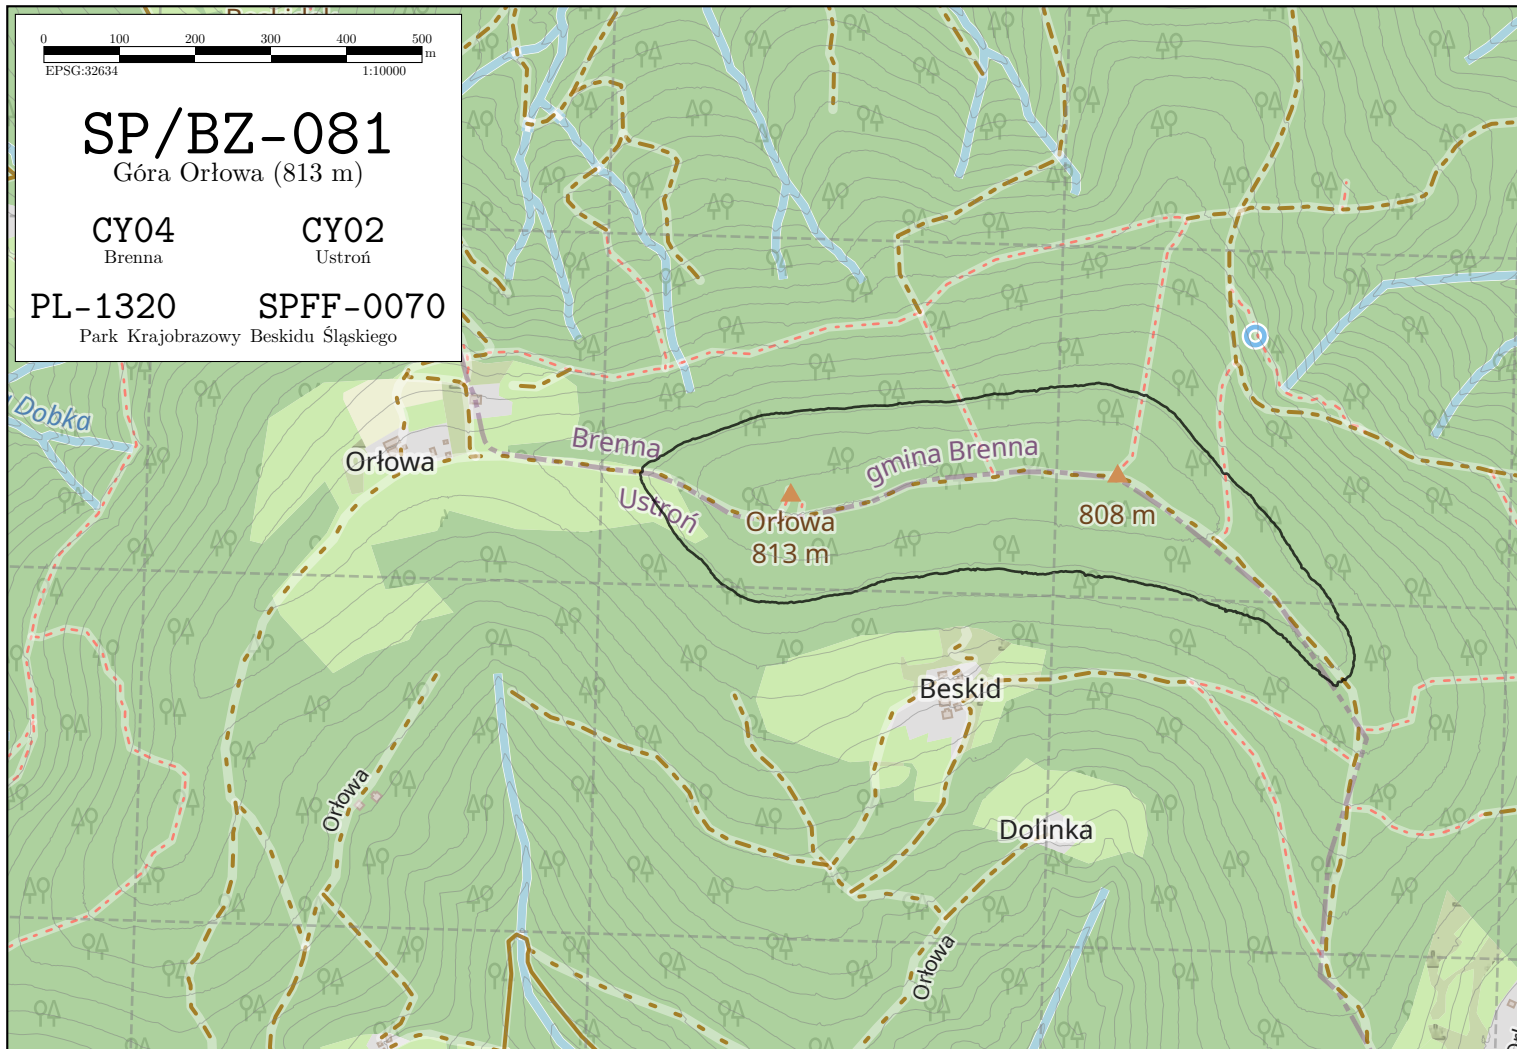 0 100 200 300 400 500
m
EPSG:32634 1:10000
SP/BZ-081
Góra Orłowa (813 m)
CY04 CY02
Brenna Ustroń
PL-1320 SPFF-0070
Park Krajobrazowy Beskidu Śląskiego
Dobka
Orłowa
Brenna
Ustroń
gmina Brenna
Orłowa
813 m
808 m
Beskid
Orłowa
Dolinka
Orłowa